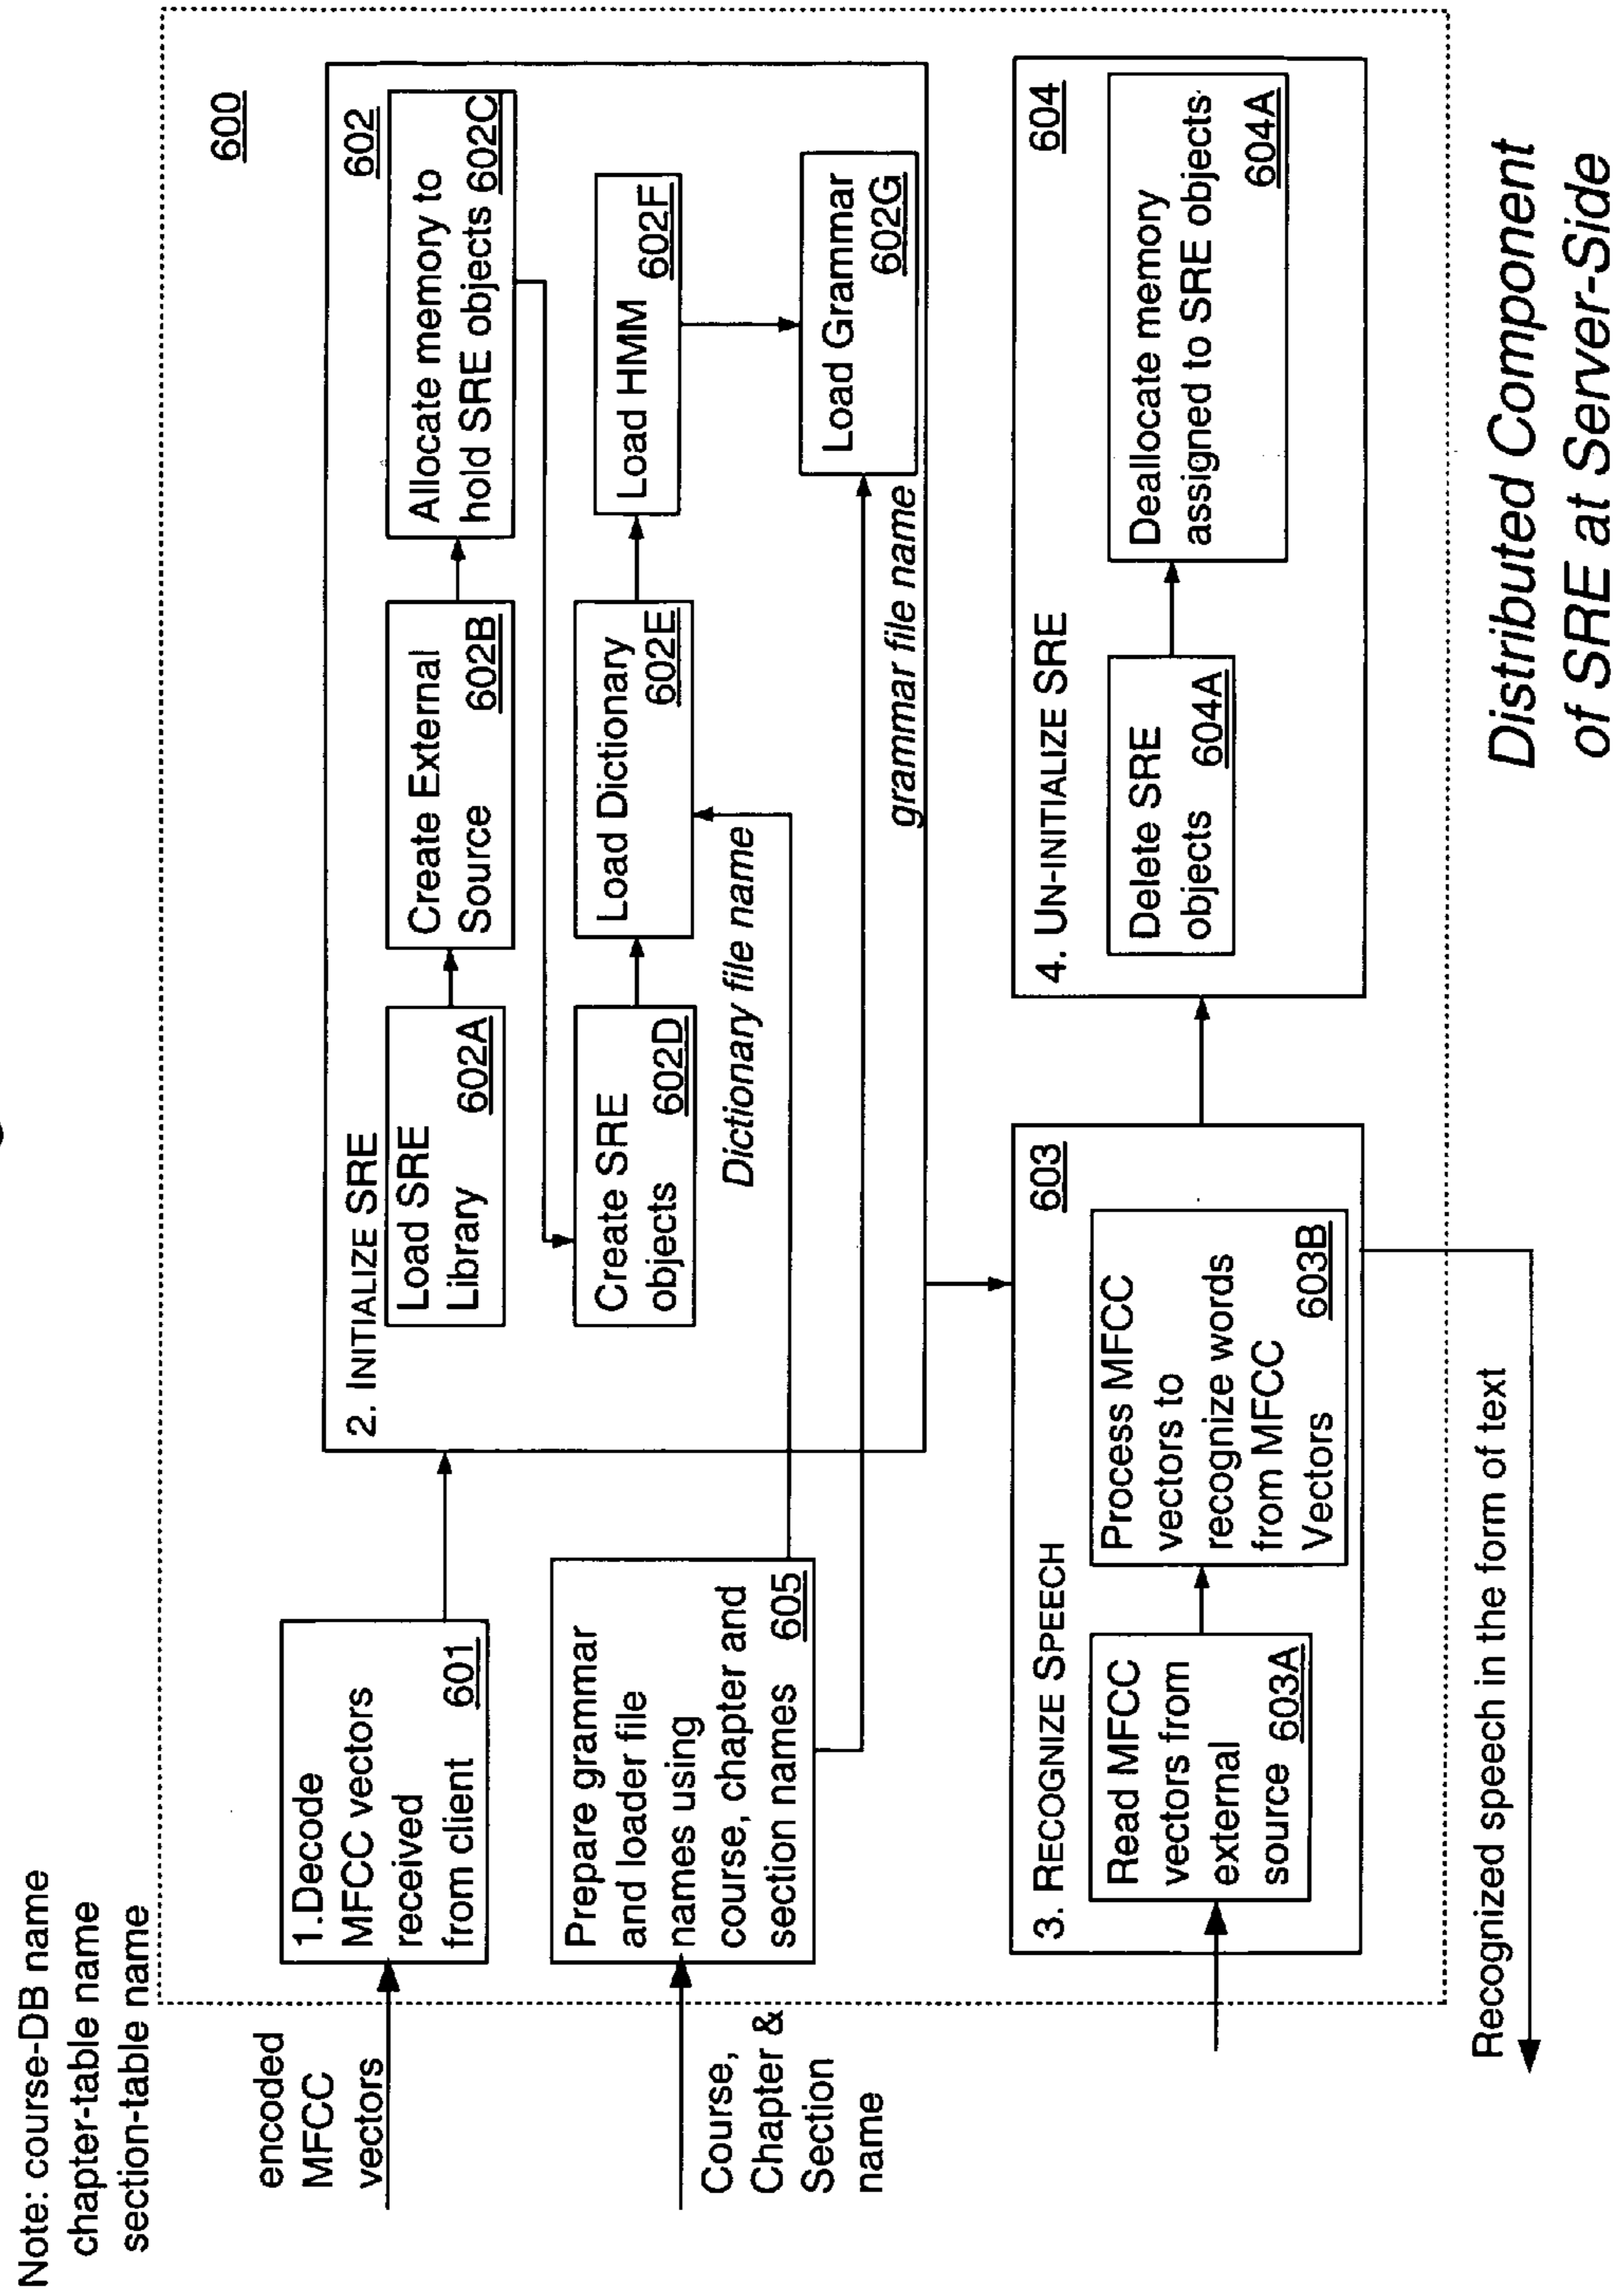 Note: course-DB name
chapter-table name
section-table name
600
encoded
MFCC
vectors
1.Decode
MFCC vectors
received
from client 601
Course,
Chapter &
Section
name
Prepare grammar
and loader file
names using
course, chapter and
section names 605
2. INITIALIZE SRE
602
Load SRE
Library 602A
Create External
Source 602B
Allocate memory to
hold SRE objects 602C
Create SRE
objects 602D
Load Dictionary
602E
Load HMM
602F
Dictionary file name
Load Grammar
602G
grammar file name
3. RECOGNIZE SPEECH
603
Read MFCC
vectors from
external
source 603A
Process MFCC
vectors to
recognize words
from MFCC
Vectors 603B
4. UN-INITIALIZE SRE
604
Delete SRE
objects 604A
Deallocate memory
assigned to SRE objects
604A
Recognized speech in the form of text
Distributed Component
of SRE at Server-Side